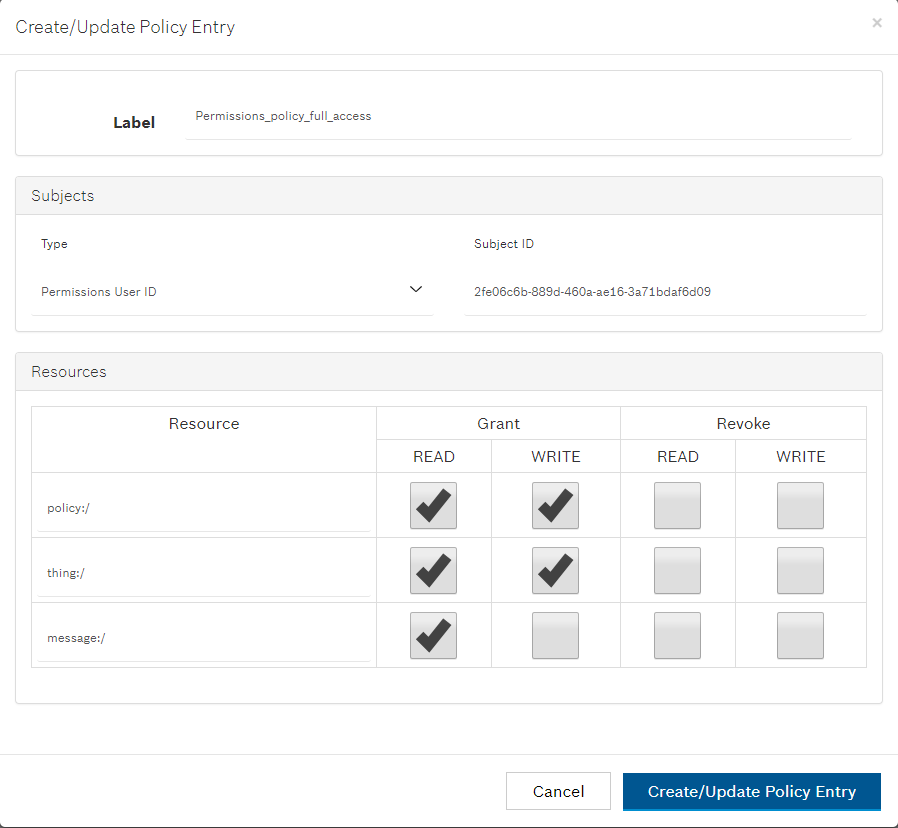 Create/Update Policy Entry ×
Label Permissions_policy_full_access
Subjects
Type Subject ID
Permissions User ID 2fe06c6b-889d-460a-ae16-3a71bdaf6d09
Resources
Resource Grant Revoke
READ WRITE READ WRITE
policy:/
thing:/
message:/
Cancel Create/Update Policy Entry